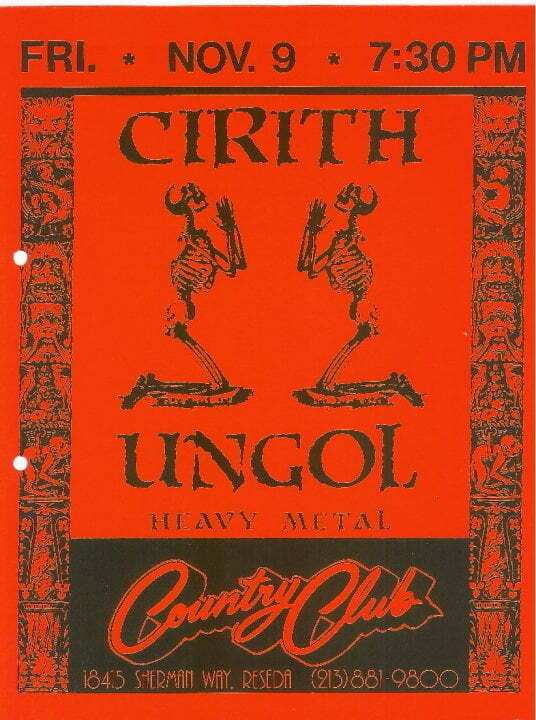 FRI. * NOV. 9 * 7:30 PM
CIRITH
UNGOL
HEAVY METAL
Country Club
18415 SHERMAN WAY, RESEDA (213) 881-9800